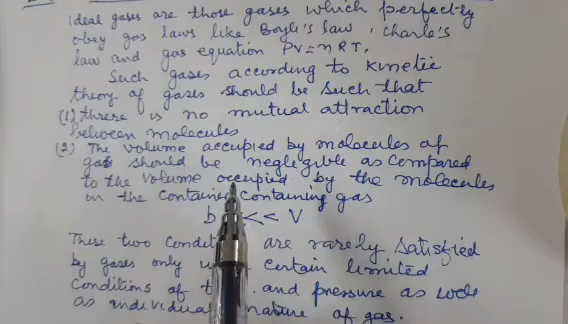 Ideal gases are those gases which perfectly
obey gas laws like Boyle's law, Charle's
law and gas equation PV = nRT.
Such gases according to Kinetic
theory of gases should be such that
(1) threre is no mutual attraction
between molecules
(2) The volume occupied by molecules of
gas should be negligible as compared
to the volume occupied by the molecules
in the container containing gas
b << V
These two condit are rarely satisfied
by gases only certain limited
conditions of and pressure as well
as individual nature of gas.